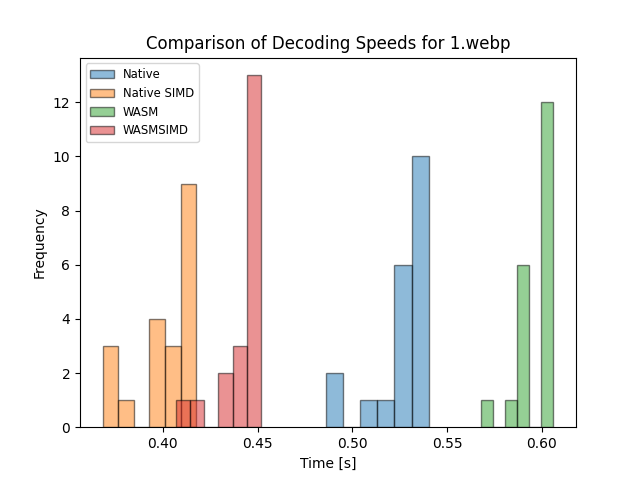 Comparison of Decoding Speeds for 1.webp
Native
Native SIMD
WASM
WASMSIMD
Frequency
12
10
8
6
4
2
0
0.40 0.45 0.50 0.55 0.60
Time [s]